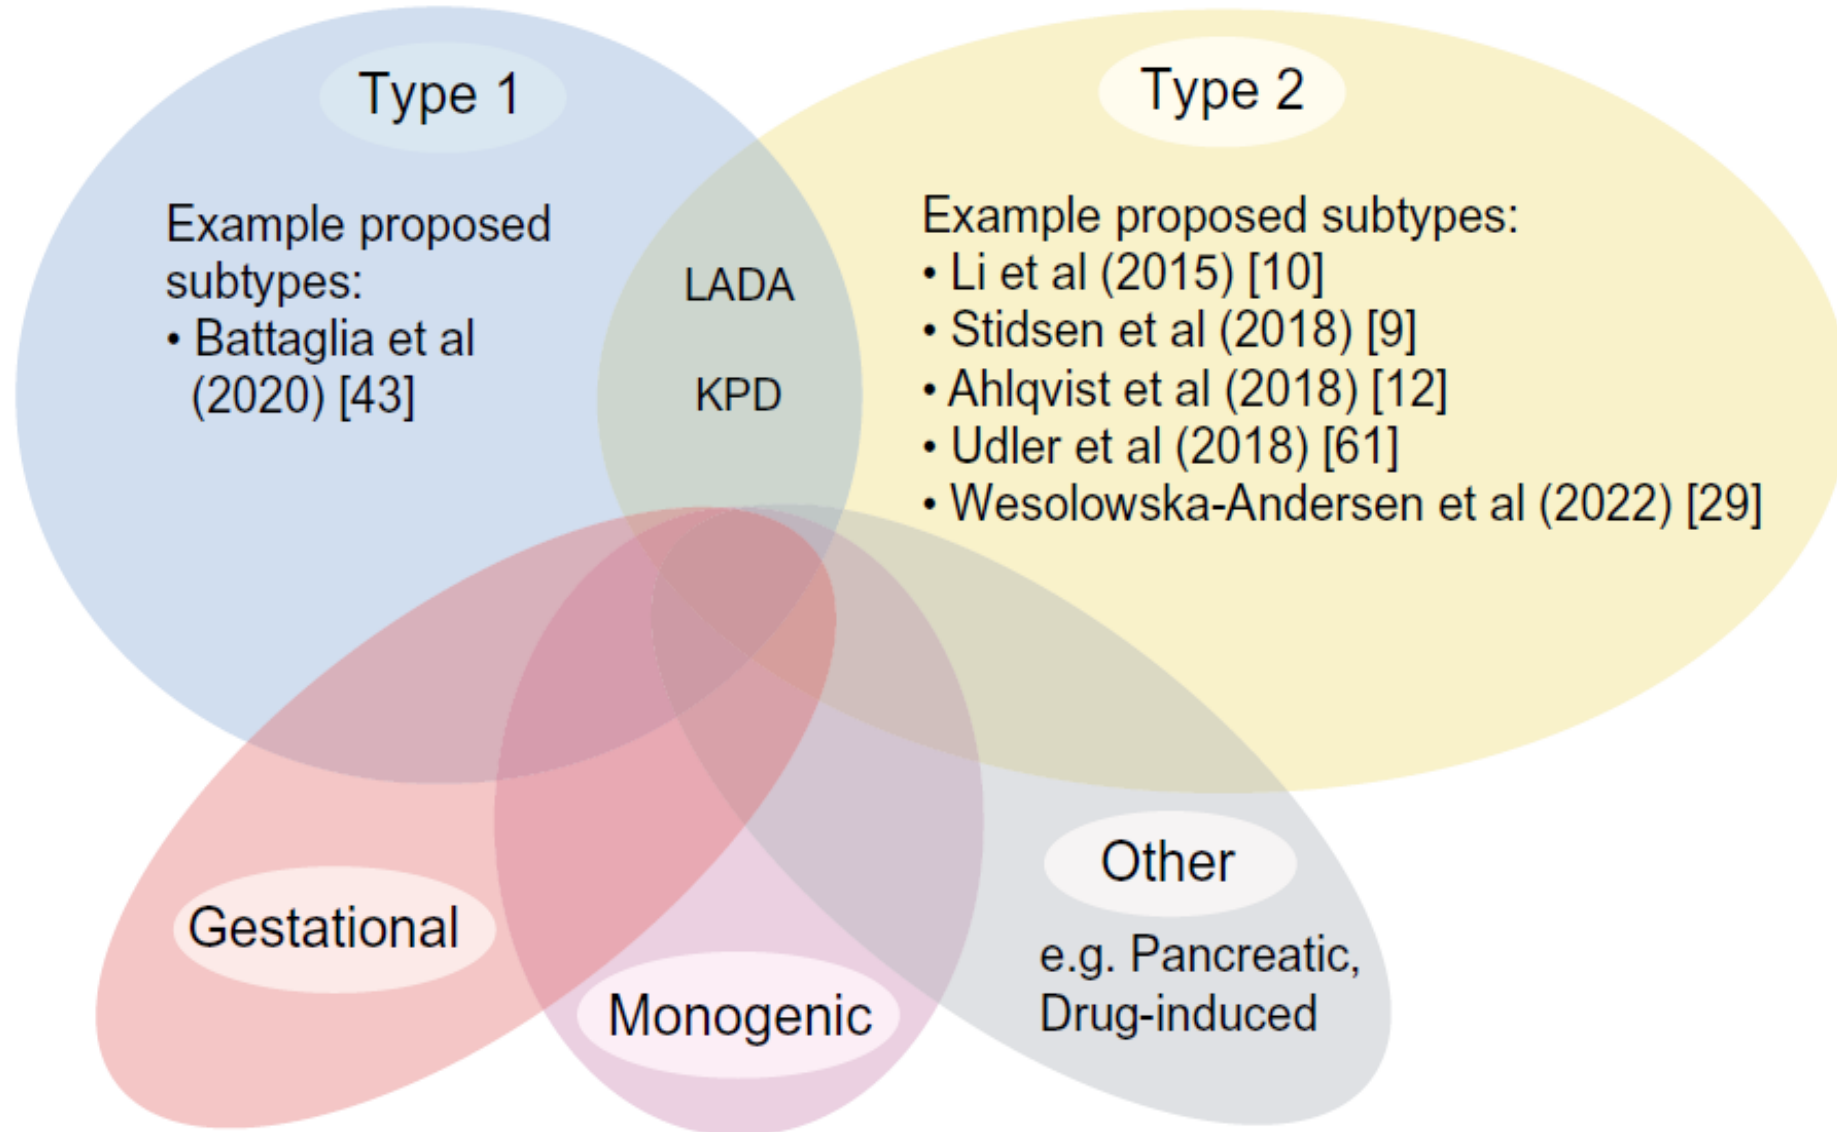 Type 1
Example proposed
subtypes:
• Battaglia et al
(2020) [43]
LADA
KPD
Type 2
Example proposed subtypes:
• Li et al (2015) [10]
• Stidsen et al (2018) [9]
• Ahlqvist et al (2018) [12]
• Udler et al (2018) [61]
• Wesolowska-Andersen et al (2022) [29]
Gestational
Monogenic
Other
e.g. Pancreatic,
Drug-induced